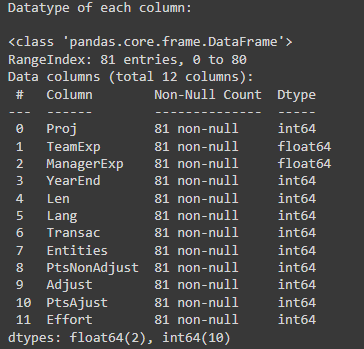 Datatype of each column:
<class 'pandas.core.frame.DataFrame'>
RangeIndex: 81 entries, 0 to 80
Data columns (total 12 columns):
 #   Column        Non-Null Count  Dtype
---  ------        --------------  -----
 0   Proj          81 non-null     int64
 1   TeamExp       81 non-null     float64
 2   ManagerExp    81 non-null     float64
 3   YearEnd       81 non-null     int64
 4   Len           81 non-null     int64
 5   Lang          81 non-null     int64
 6   Transac       81 non-null     int64
 7   Entities      81 non-null     int64
 8   PtsNonAdjust  81 non-null     int64
 9   Adjust        81 non-null     int64
 10  PtsAjust      81 non-null     int64
 11  Effort        81 non-null     int64
dtypes: float64(2), int64(10)